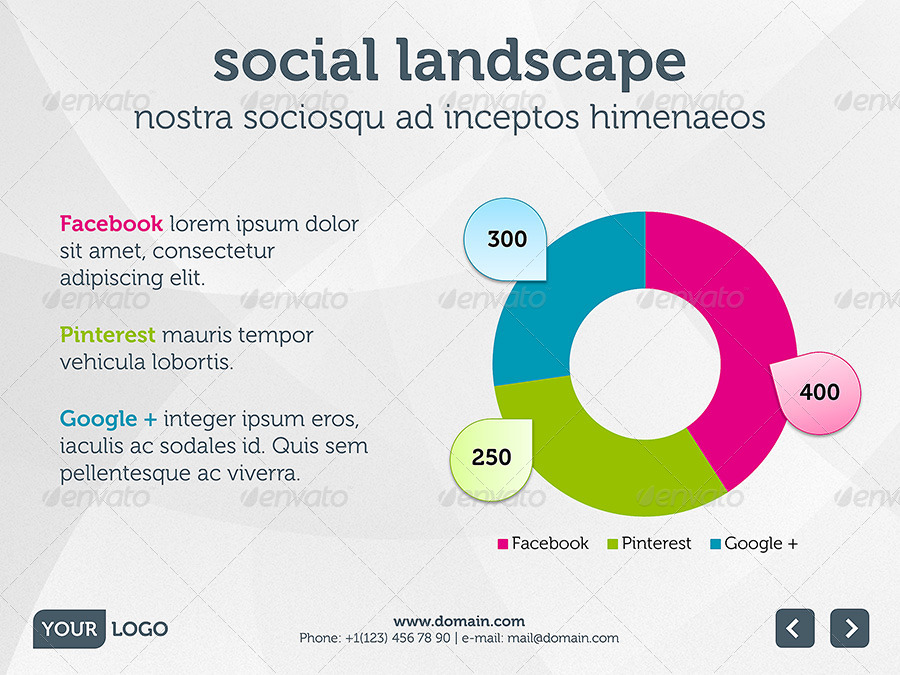 social landscape
nostra sociosqu ad inceptos himenaeos
Facebook lorem ipsum dolor
sit amet, consectetur
adipiscing elit.
Pinterest mauris tempor
vehicula lobortis.
Google + integer ipsum eros,
iaculis ac sodales id. Quis sem
pellentesque ac viverra.
300
400
250
Facebook Pinterest Google +
YOUR LOGO
www.domain.com
Phone: +1(123) 456 78 90 | e-mail: mail@domain.com
envato